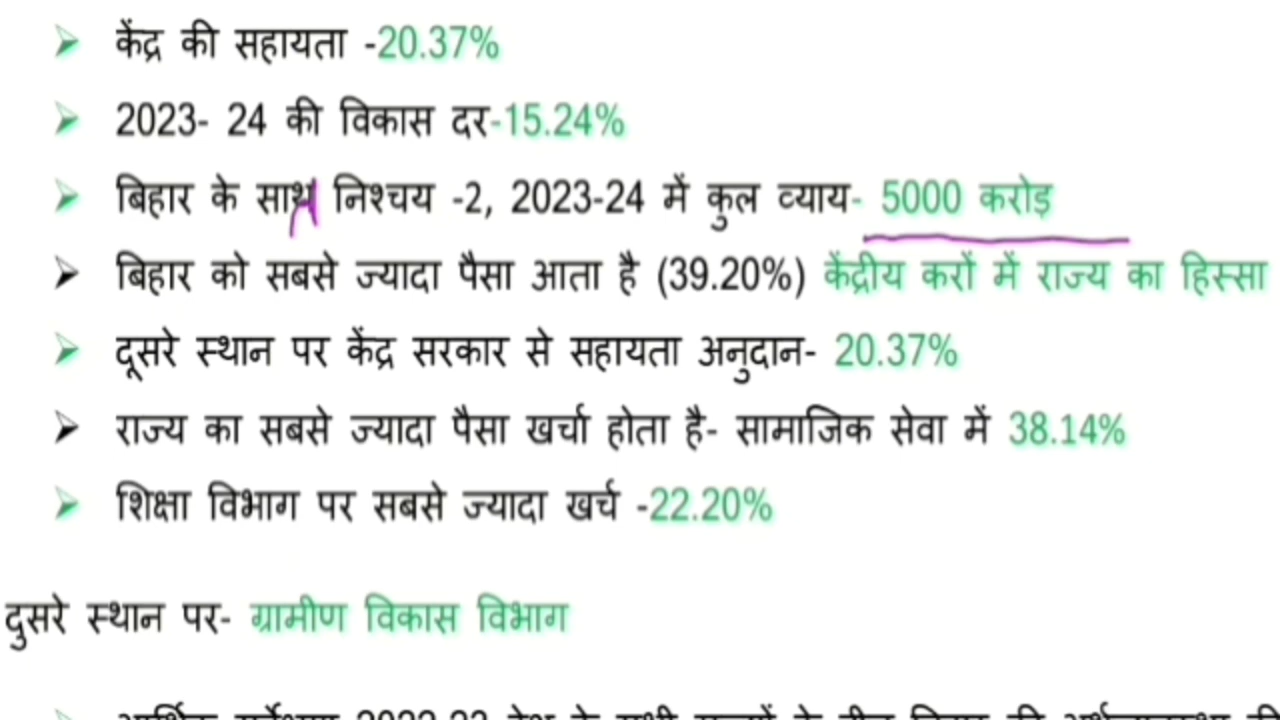 ➤ केंद्र की सहायता -20.37%
➤ 2023- 24 की विकास दर-15.24%
➤ बिहार के साथ निश्चय -2, 2023-24 में कुल व्याय- 5000 करोड़
➤ बिहार को सबसे ज्यादा पैसा आता है (39.20%) केंद्रीय करों में राज्य का हिस्सा
➤ दूसरे स्थान पर केंद्र सरकार से सहायता अनुदान- 20.37%
➤ राज्य का सबसे ज्यादा पैसा खर्चा होता है- सामाजिक सेवा में 38.14%
➤ शिक्षा विभाग पर सबसे ज्यादा खर्च -22.20%
दुसरे स्थान पर- ग्रामीण विकास विभाग